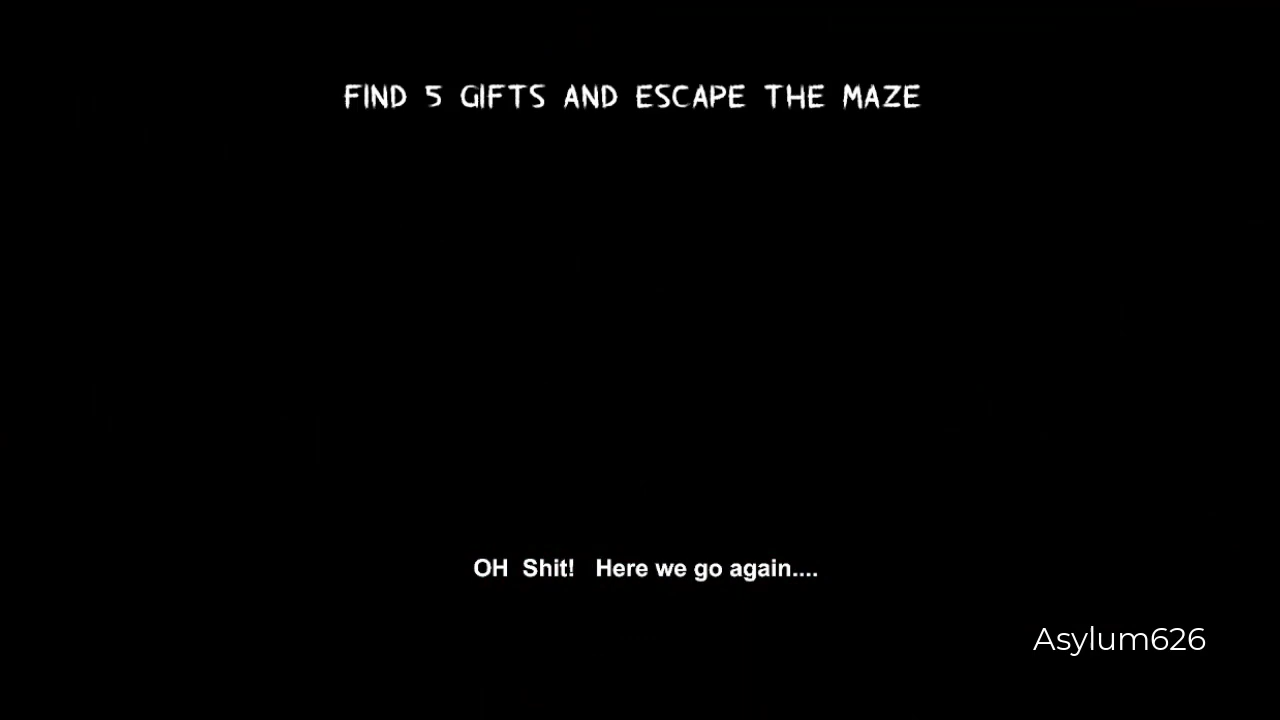 FIND 5 GIFTS AND ESCAPE THE MAZE
OH Shit! Here we go again....
Asylum626